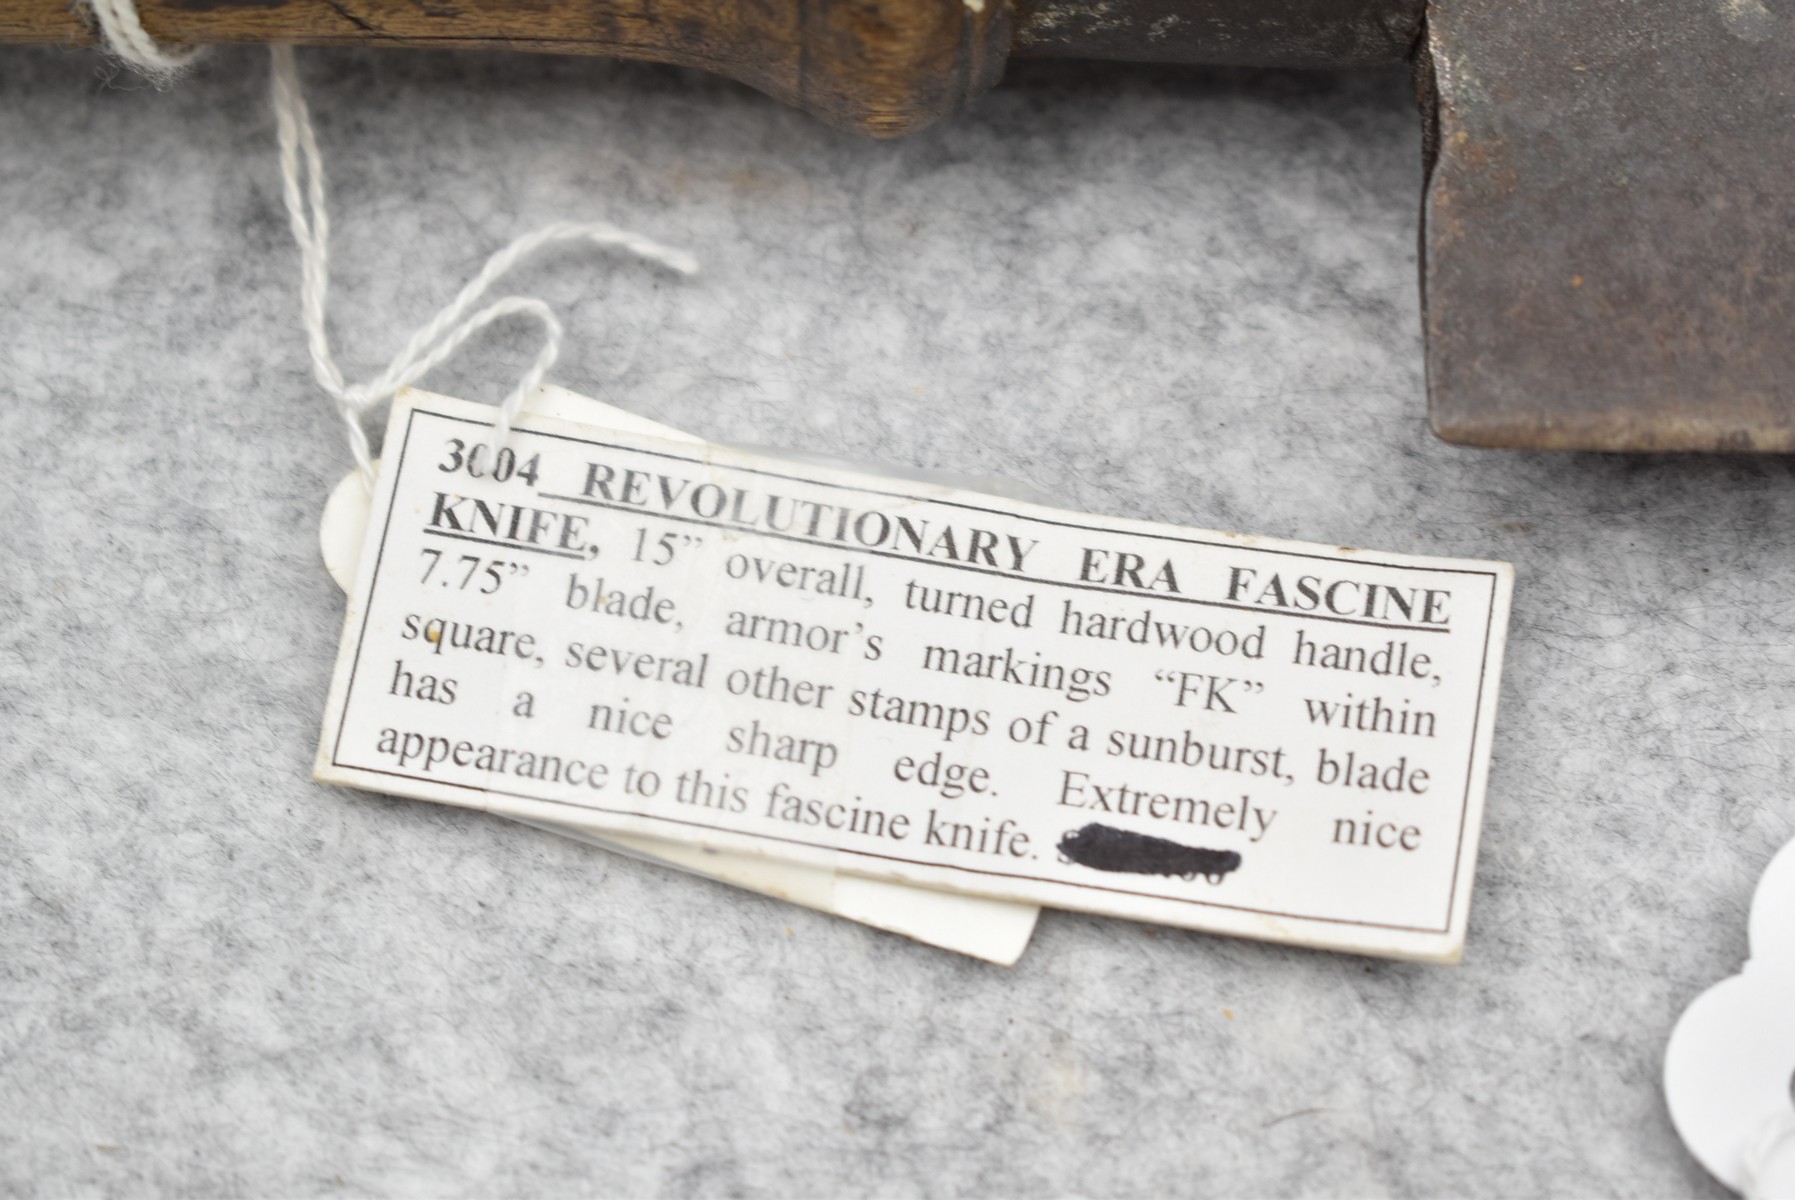 3004 REVOLUTIONARY ERA FASCINE
KNIFE, 15” overall, turned hardwood handle,
7.75” blade, armor’s markings “FK” within
square, several other stamps of a sunburst, blade
has a nice sharp edge. Extremely nice
appearance to this fascine knife.